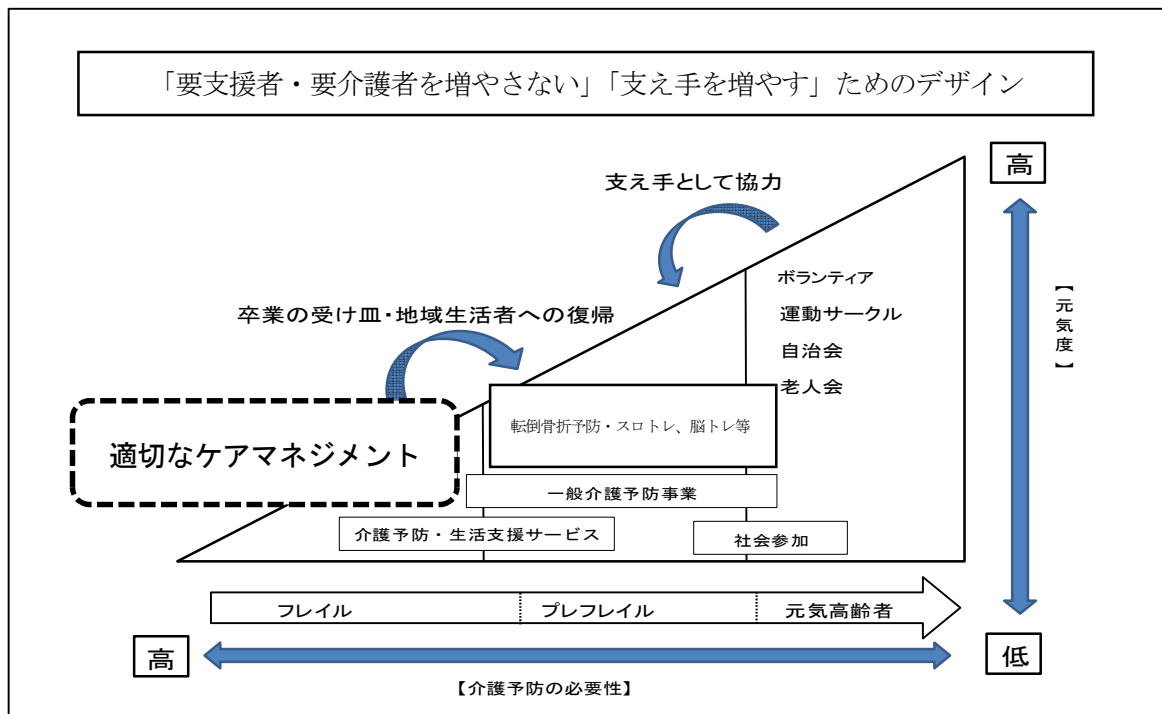 「要支援者・要介護者を増やさない」「支え手を増やす」ためのデザイン
高
支え手として協力
ボランティア
運動サークル
自治会
老人会
【元気度】
卒業の受け皿・地域生活者への復帰
適切なケアマネジメント
転倒骨折予防・スロトレ、脳トレ等
一般介護予防事業
介護予防・生活支援サービス
社会参加
フレイル
プレフレイル
元気高齢者
高
低
【介護予防の必要性】